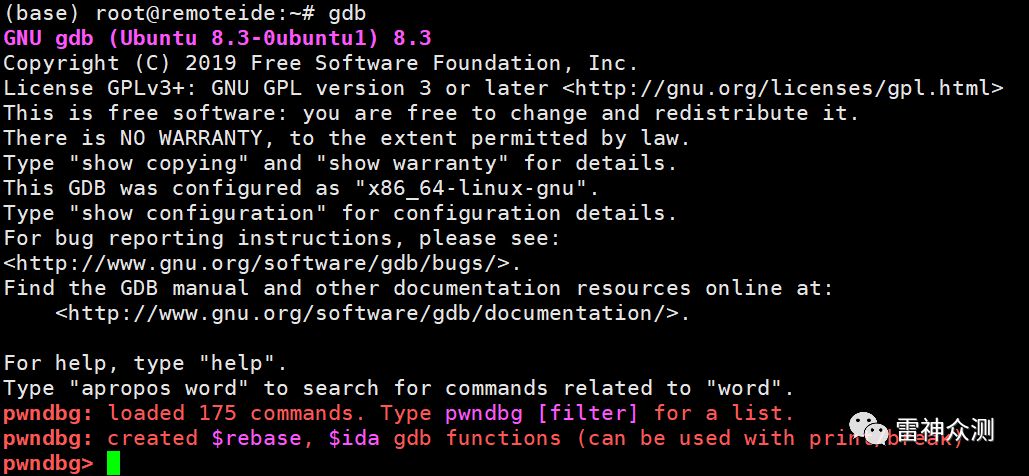 (base) root@remoteide:~# gdb
GNU gdb (Ubuntu 8.3-0ubuntu1) 8.3
Copyright (C) 2019 Free Software Foundation, Inc.
License GPLv3+: GNU GPL version 3 or later <http://gnu.org/licenses/gpl.html>
This is free software: you are free to change and redistribute it.
There is NO WARRANTY, to the extent permitted by law.
Type "show copying" and "show warranty" for details.
This GDB was configured as "x86_64-linux-gnu".
Type "show configuration" for configuration details.
For bug reporting instructions, please see:
<http://www.gnu.org/software/gdb/bugs/>.
Find the GDB manual and other documentation resources online at:
    <http://www.gnu.org/software/gdb/documentation/>.

For help, type "help".
Type "apropos word" to search for commands related to "word".
pwndbg: loaded 175 commands. Type pwndbg [filter] for a list.
pwndbg: created $rebase, $ida gdb functions (can be used with print/break)
pwndbg>
雷神众测